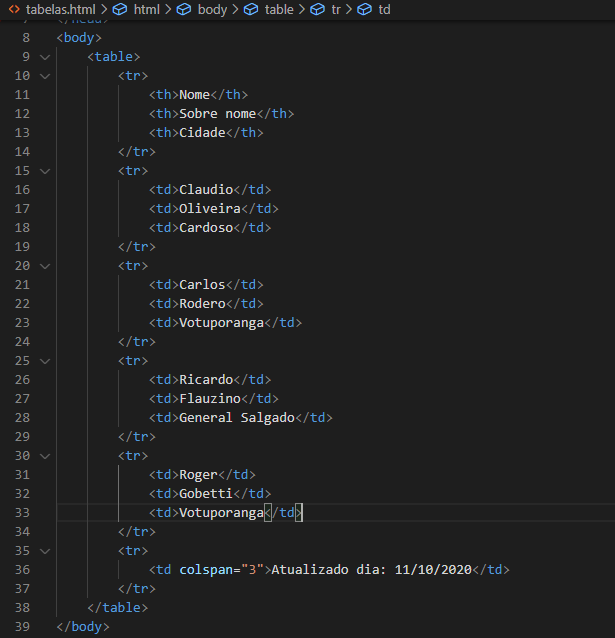 <> tabelas.html > html > body > table > tr > td
7 </head>
8 <body>
9 <table>
10 <tr>
11 <th>Nome</th>
12 <th>Sobre nome</th>
13 <th>Cidade</th>
14 </tr>
15 <tr>
16 <td>Claudio</td>
17 <td>Oliveira</td>
18 <td>Cardoso</td>
19 </tr>
20 <tr>
21 <td>Carlos</td>
22 <td>Rodero</td>
23 <td>Votuporanga</td>
24 </tr>
25 <tr>
26 <td>Ricardo</td>
27 <td>Flauzino</td>
28 <td>General Salgado</td>
29 </tr>
30 <tr>
31 <td>Roger</td>
32 <td>Gobetti</td>
33 <td>Votuporanga</td>
34 </tr>
35 <tr>
36 <td colspan="3">Atualizado dia: 11/10/2020</td>
37 </tr>
38 </table>
39 </body>